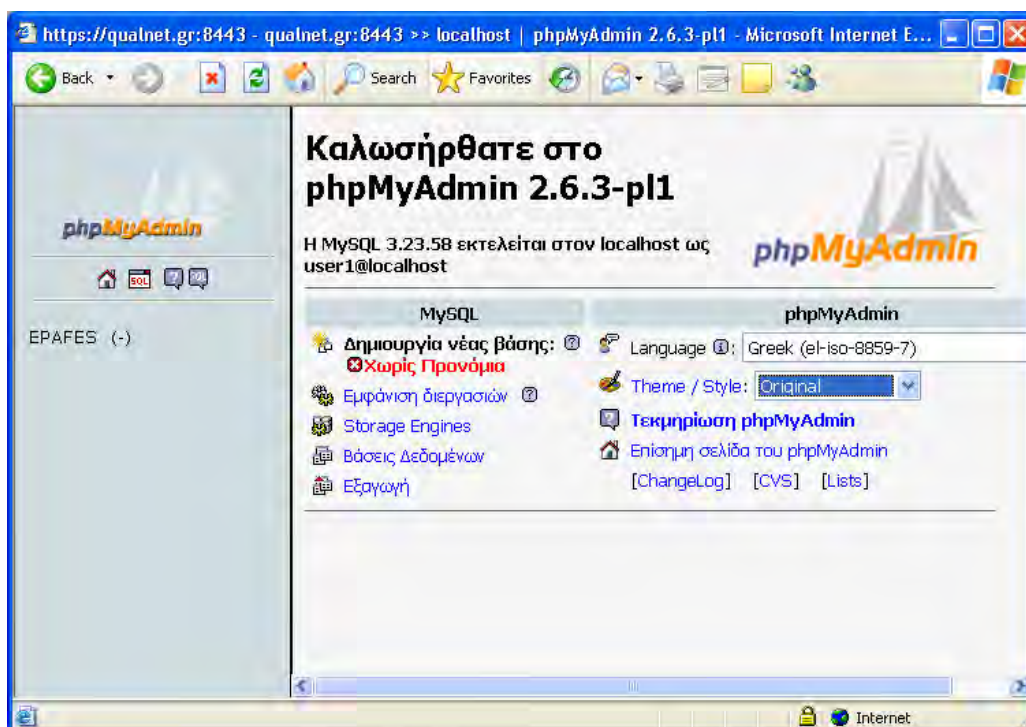 https://qualnet.gr:8443 - qualnet.gr:8443 >> localhost | phpMyAdmin 2.6.3-pl1 - Microsoft Internet E...
Back
Search
Favorites
phpMyAdmin
SQL
EPAFES (-)
Καλωσήρθατε στο
phpMyAdmin 2.6.3-pl1
Η MySQL 3.23.58 εκτελείται στον localhost ως
user1@localhost
phpMyAdmin
MySQL
Δημιουργία νέας βάσης:
Χωρίς Προνόμια
Εμφάνιση διεργασιών
Storage Engines
Βάσεις Δεδομένων
Εξαγωγή
phpMyAdmin
Language : Greek (el-iso-8859-7)
Theme / Style: Original
Τεκμηρίωση phpMyAdmin
Επίσημη σελίδα του phpMyAdmin
[ChangeLog] [CVS] [Lists]
Internet